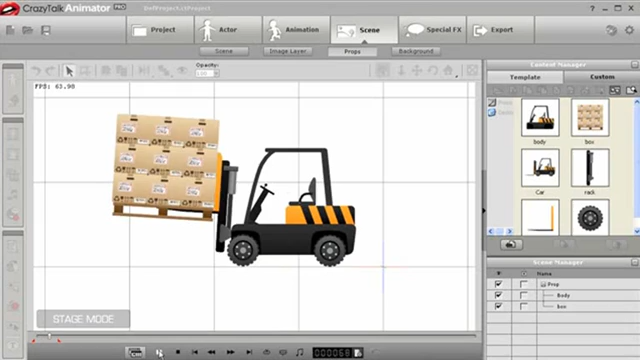 CrazyTalk Animator PRO
Project
Actor
Animation
Scene
Special FX
Export
Scene
Image Layer
Props
Background
Opacity:
Content Manager
FPS: 63.98
Template
Custom
body
box
Car
rack
Scene Manager
Name
Prop
Body
box
STAGE MODE